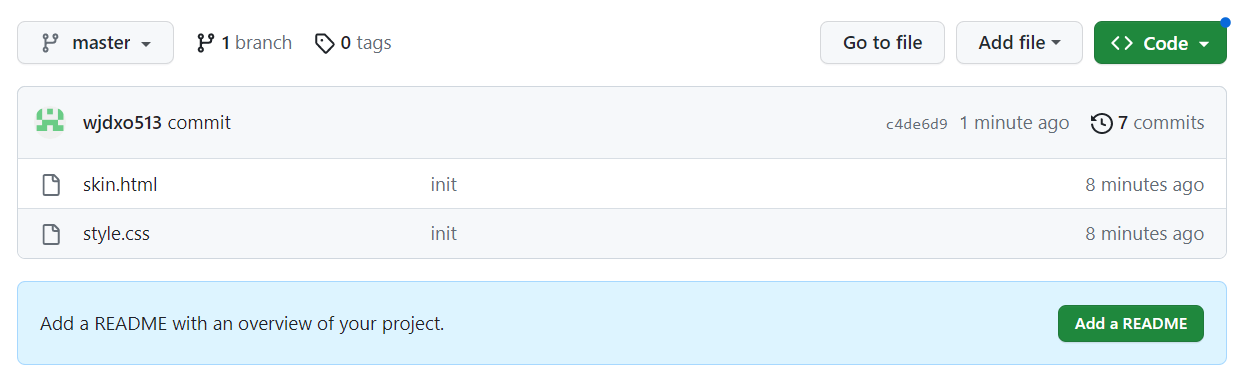 master 1 branch 0 tags Go to file Add file Code
wjdxo513 commit c4de6d9 1 minute ago 7 commits
skin.html init 8 minutes ago
style.css init 8 minutes ago
Add a README with an overview of your project. Add a README